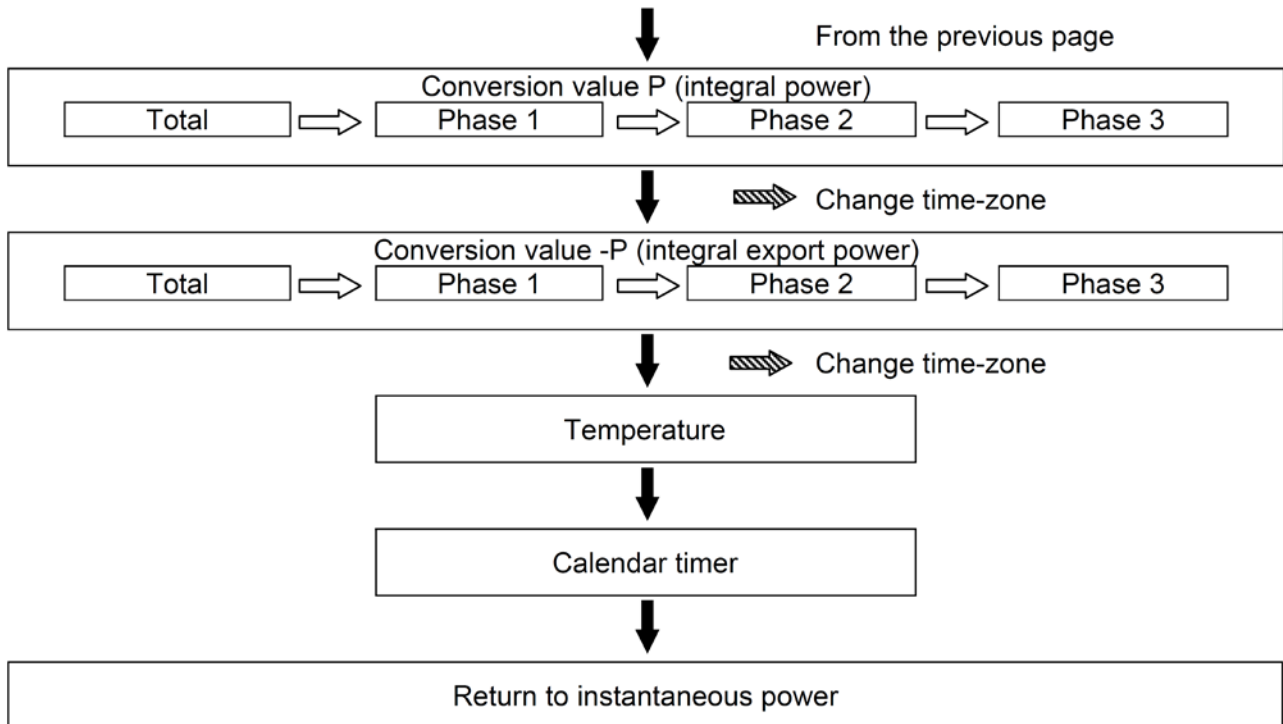 From the previous page
Conversion value P (integral power)
Total Phase 1 Phase 2 Phase 3
Change time-zone
Conversion value -P (integral export power)
Total Phase 1 Phase 2 Phase 3
Change time-zone
Temperature
Calendar timer
Return to instantaneous power